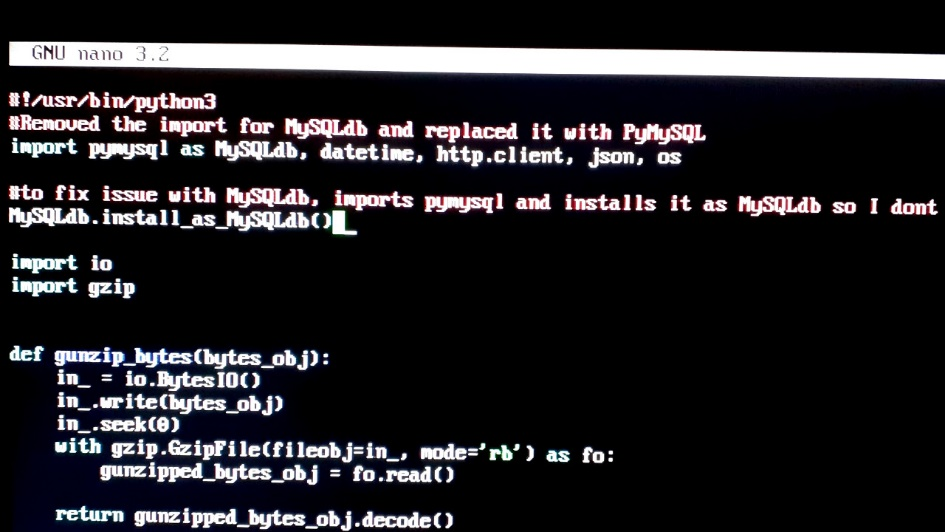 GNU nano 3.2
#!/usr/bin/python3
#Removed the import for MySQLdb and replaced it with PyMySQL
import pymysql as MySQLdb, datetime, http.client, json, os
#to fix issue with MySQLdb, imports pymysql and installs it as MySQLdb so I dont
MySQLdb.install_as_MySQLdb()
import io
import gzip
def gunzip_bytes(bytes_obj):
    in_ = io.BytesIO()
    in_.write(bytes_obj)
    in_.seek(0)
    with gzip.GzipFile(fileobj=in_, mode='rb') as fo:
        gunzipped_bytes_obj = fo.read()
    return gunzipped_bytes_obj.decode()